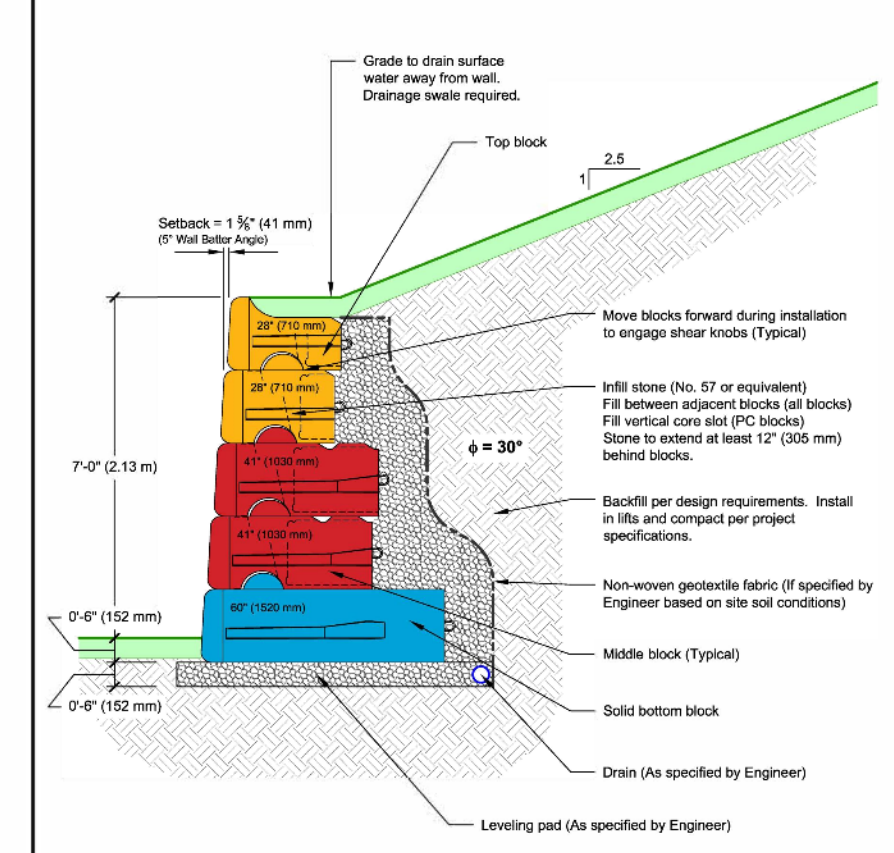 Grade to drain surface
water away from wall.
Drainage swale required.
Top block
2.5
1
Setback = 1 5⁄8" (41 mm)
(5° Wall Batter Angle)
28" (710 mm)
Move blocks forward during installation
to engage shear knobs (Typical)
28" (710 mm)
Infill stone (No. 57 or equivalent)
Fill between adjacent blocks (all blocks)
Fill vertical core slot (PC blocks)
Stone to extend at least 12" (305 mm)
behind blocks.
ϕ = 30°
7'-0" (2.13 m)
41" (1030 mm)
Backfill per design requirements. Install
in lifts and compact per project
specifications.
41" (1030 mm)
Non-woven geotextile fabric (If specified by
Engineer based on site soil conditions)
60" (1520 mm)
0'-6" (152 mm)
Middle block (Typical)
0'-6" (152 mm)
Solid bottom block
Drain (As specified by Engineer)
Leveling pad (As specified by Engineer)